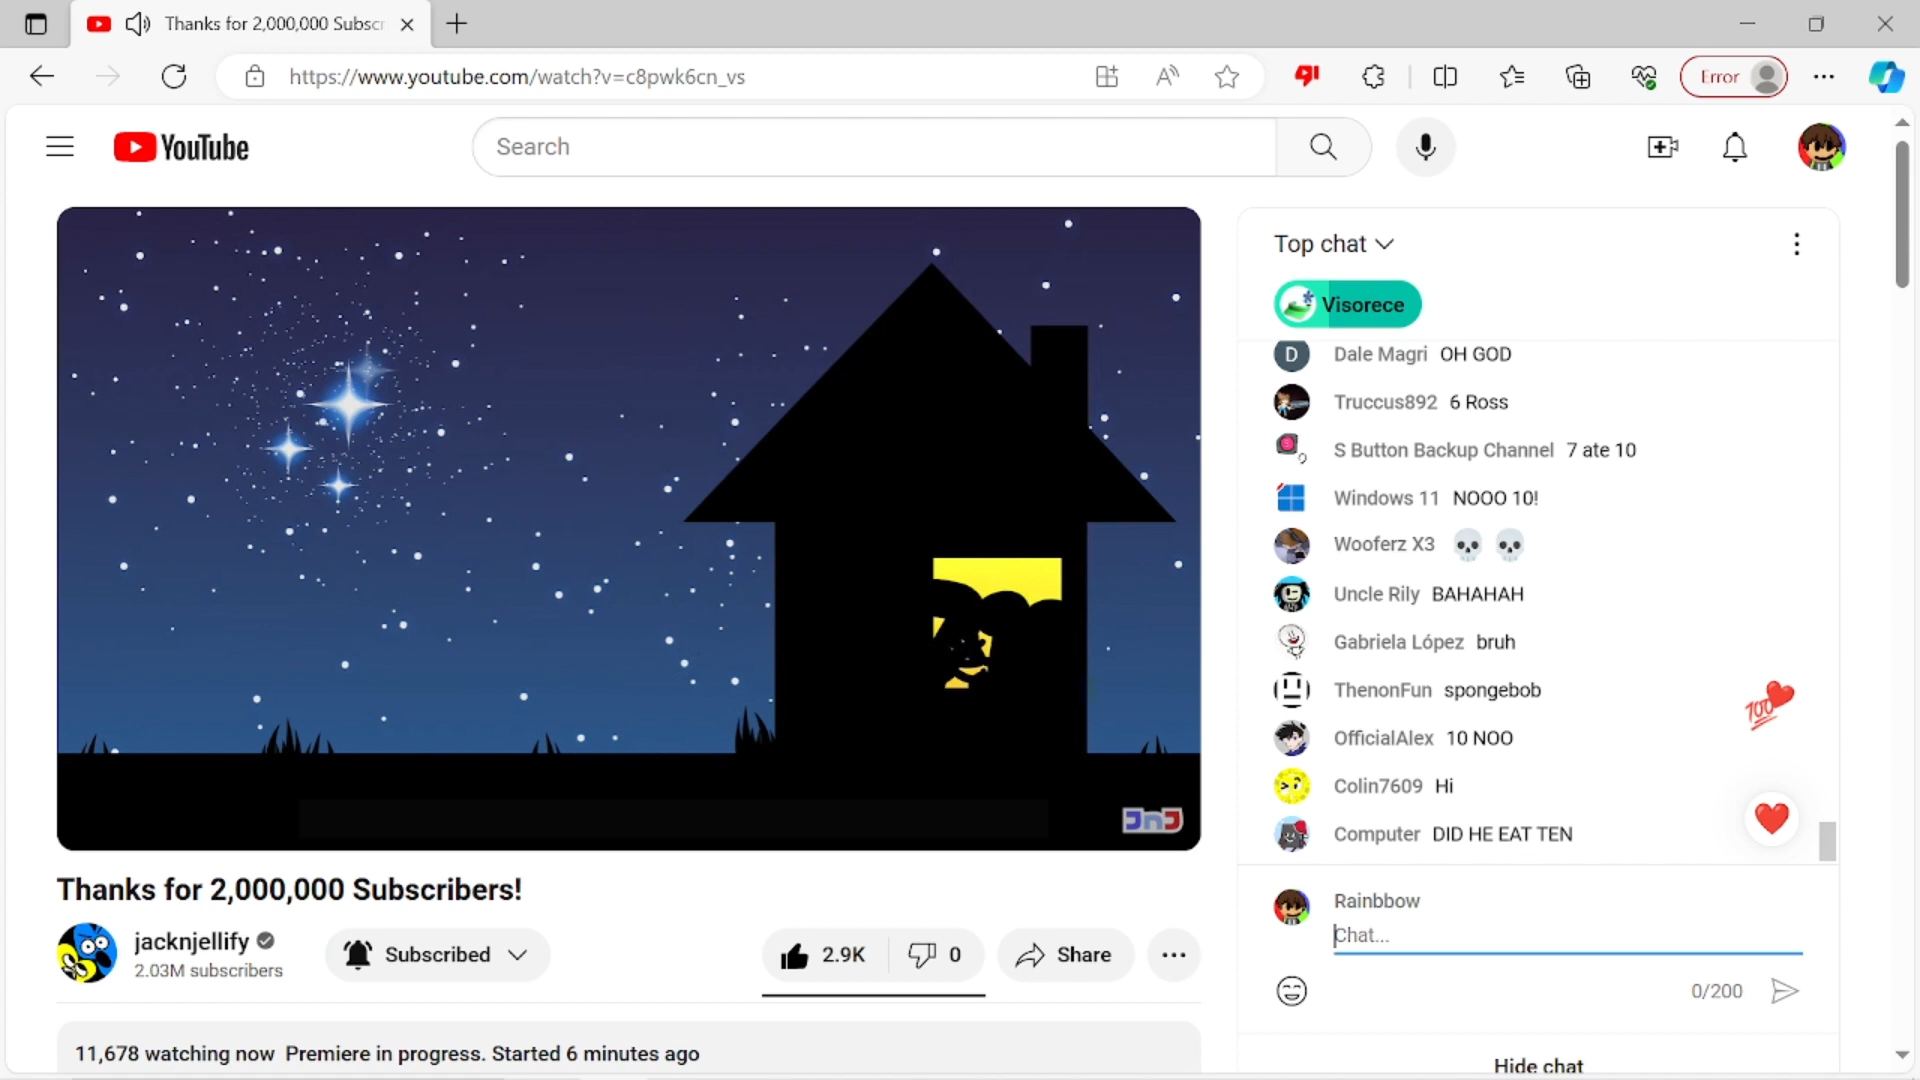 Thanks for 2,000,000 Subscr
https://www.youtube.com/watch?v=c8pwk6cn_vs
Error
YouTube
Search
Top chat
Visorece
D Dale Magri OH GOD
Truccus892 6 Ross
S Button Backup Channel 7 ate 10
Windows 11 NOOO 10!
Wooferz X3 💀 💀
Uncle Rily BAHAHAH
Gabriela López bruh
ThenonFun spongebob
100
OfficialAlex 10 NOO
Colin7609 Hi
Computer DID HE EAT TEN
JnJ
Thanks for 2,000,000 Subscribers!
jacknjellify
2.03M subscribers
Subscribed
2.9K
0
Share
Rainbbow
Chat...
0/200
11,678 watching now Premiere in progress. Started 6 minutes ago
Hide chat